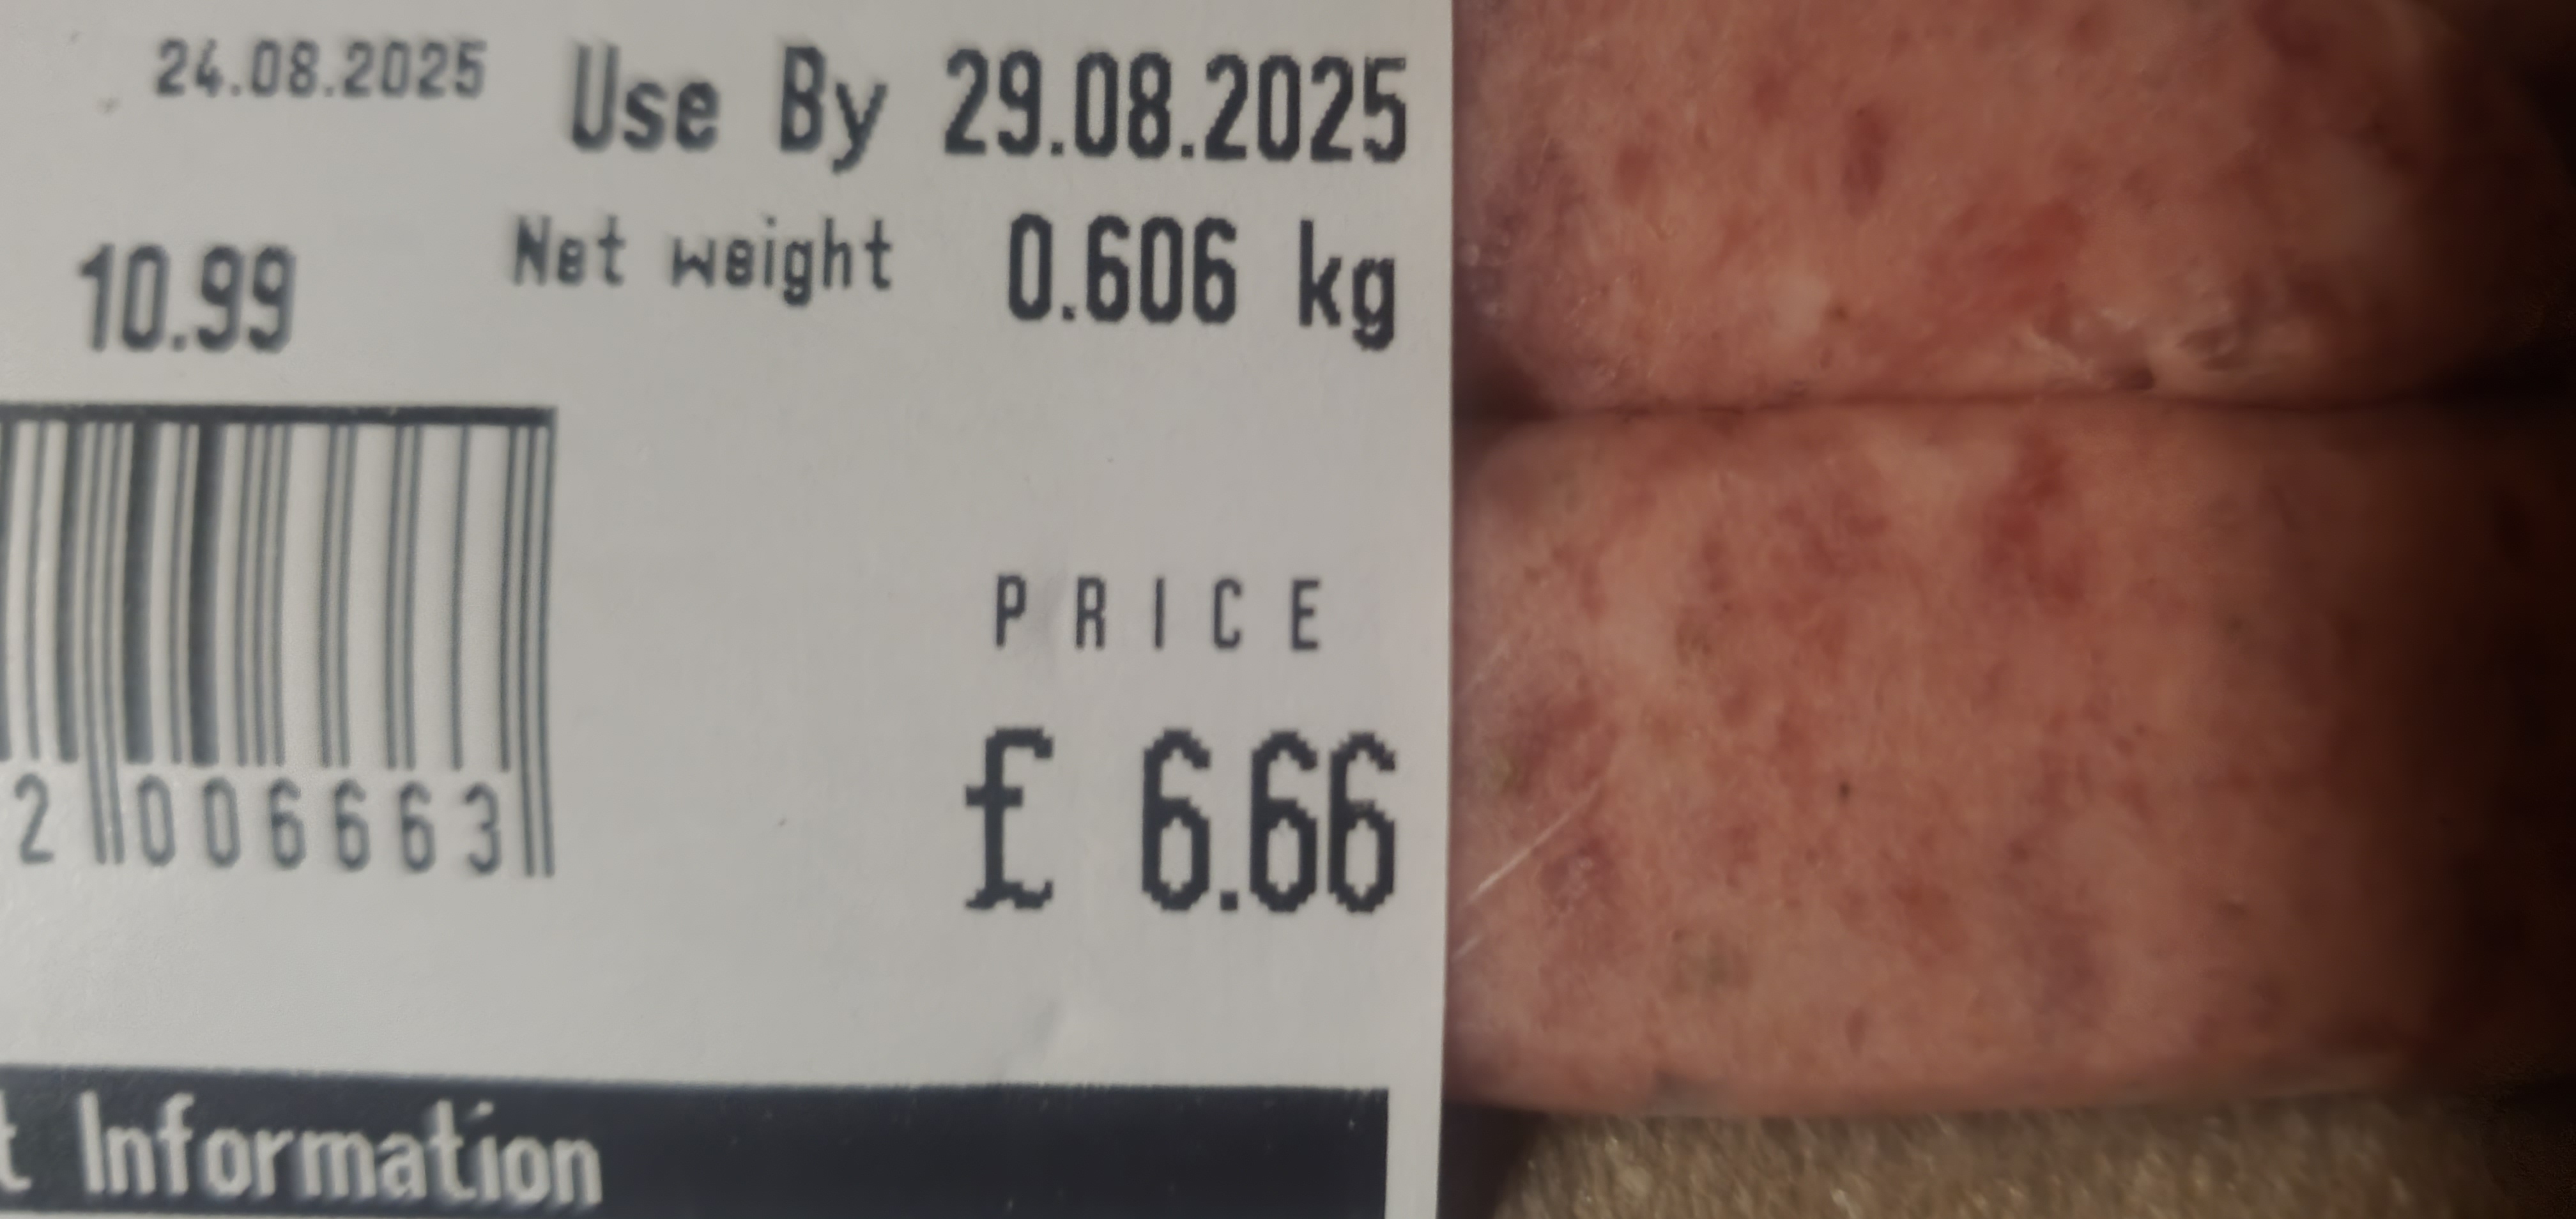 24.08.2025 Use By 29.08.2025
10.99 Net weight 0.606 kg
PRICE
£ 6.66
2 006663
Information